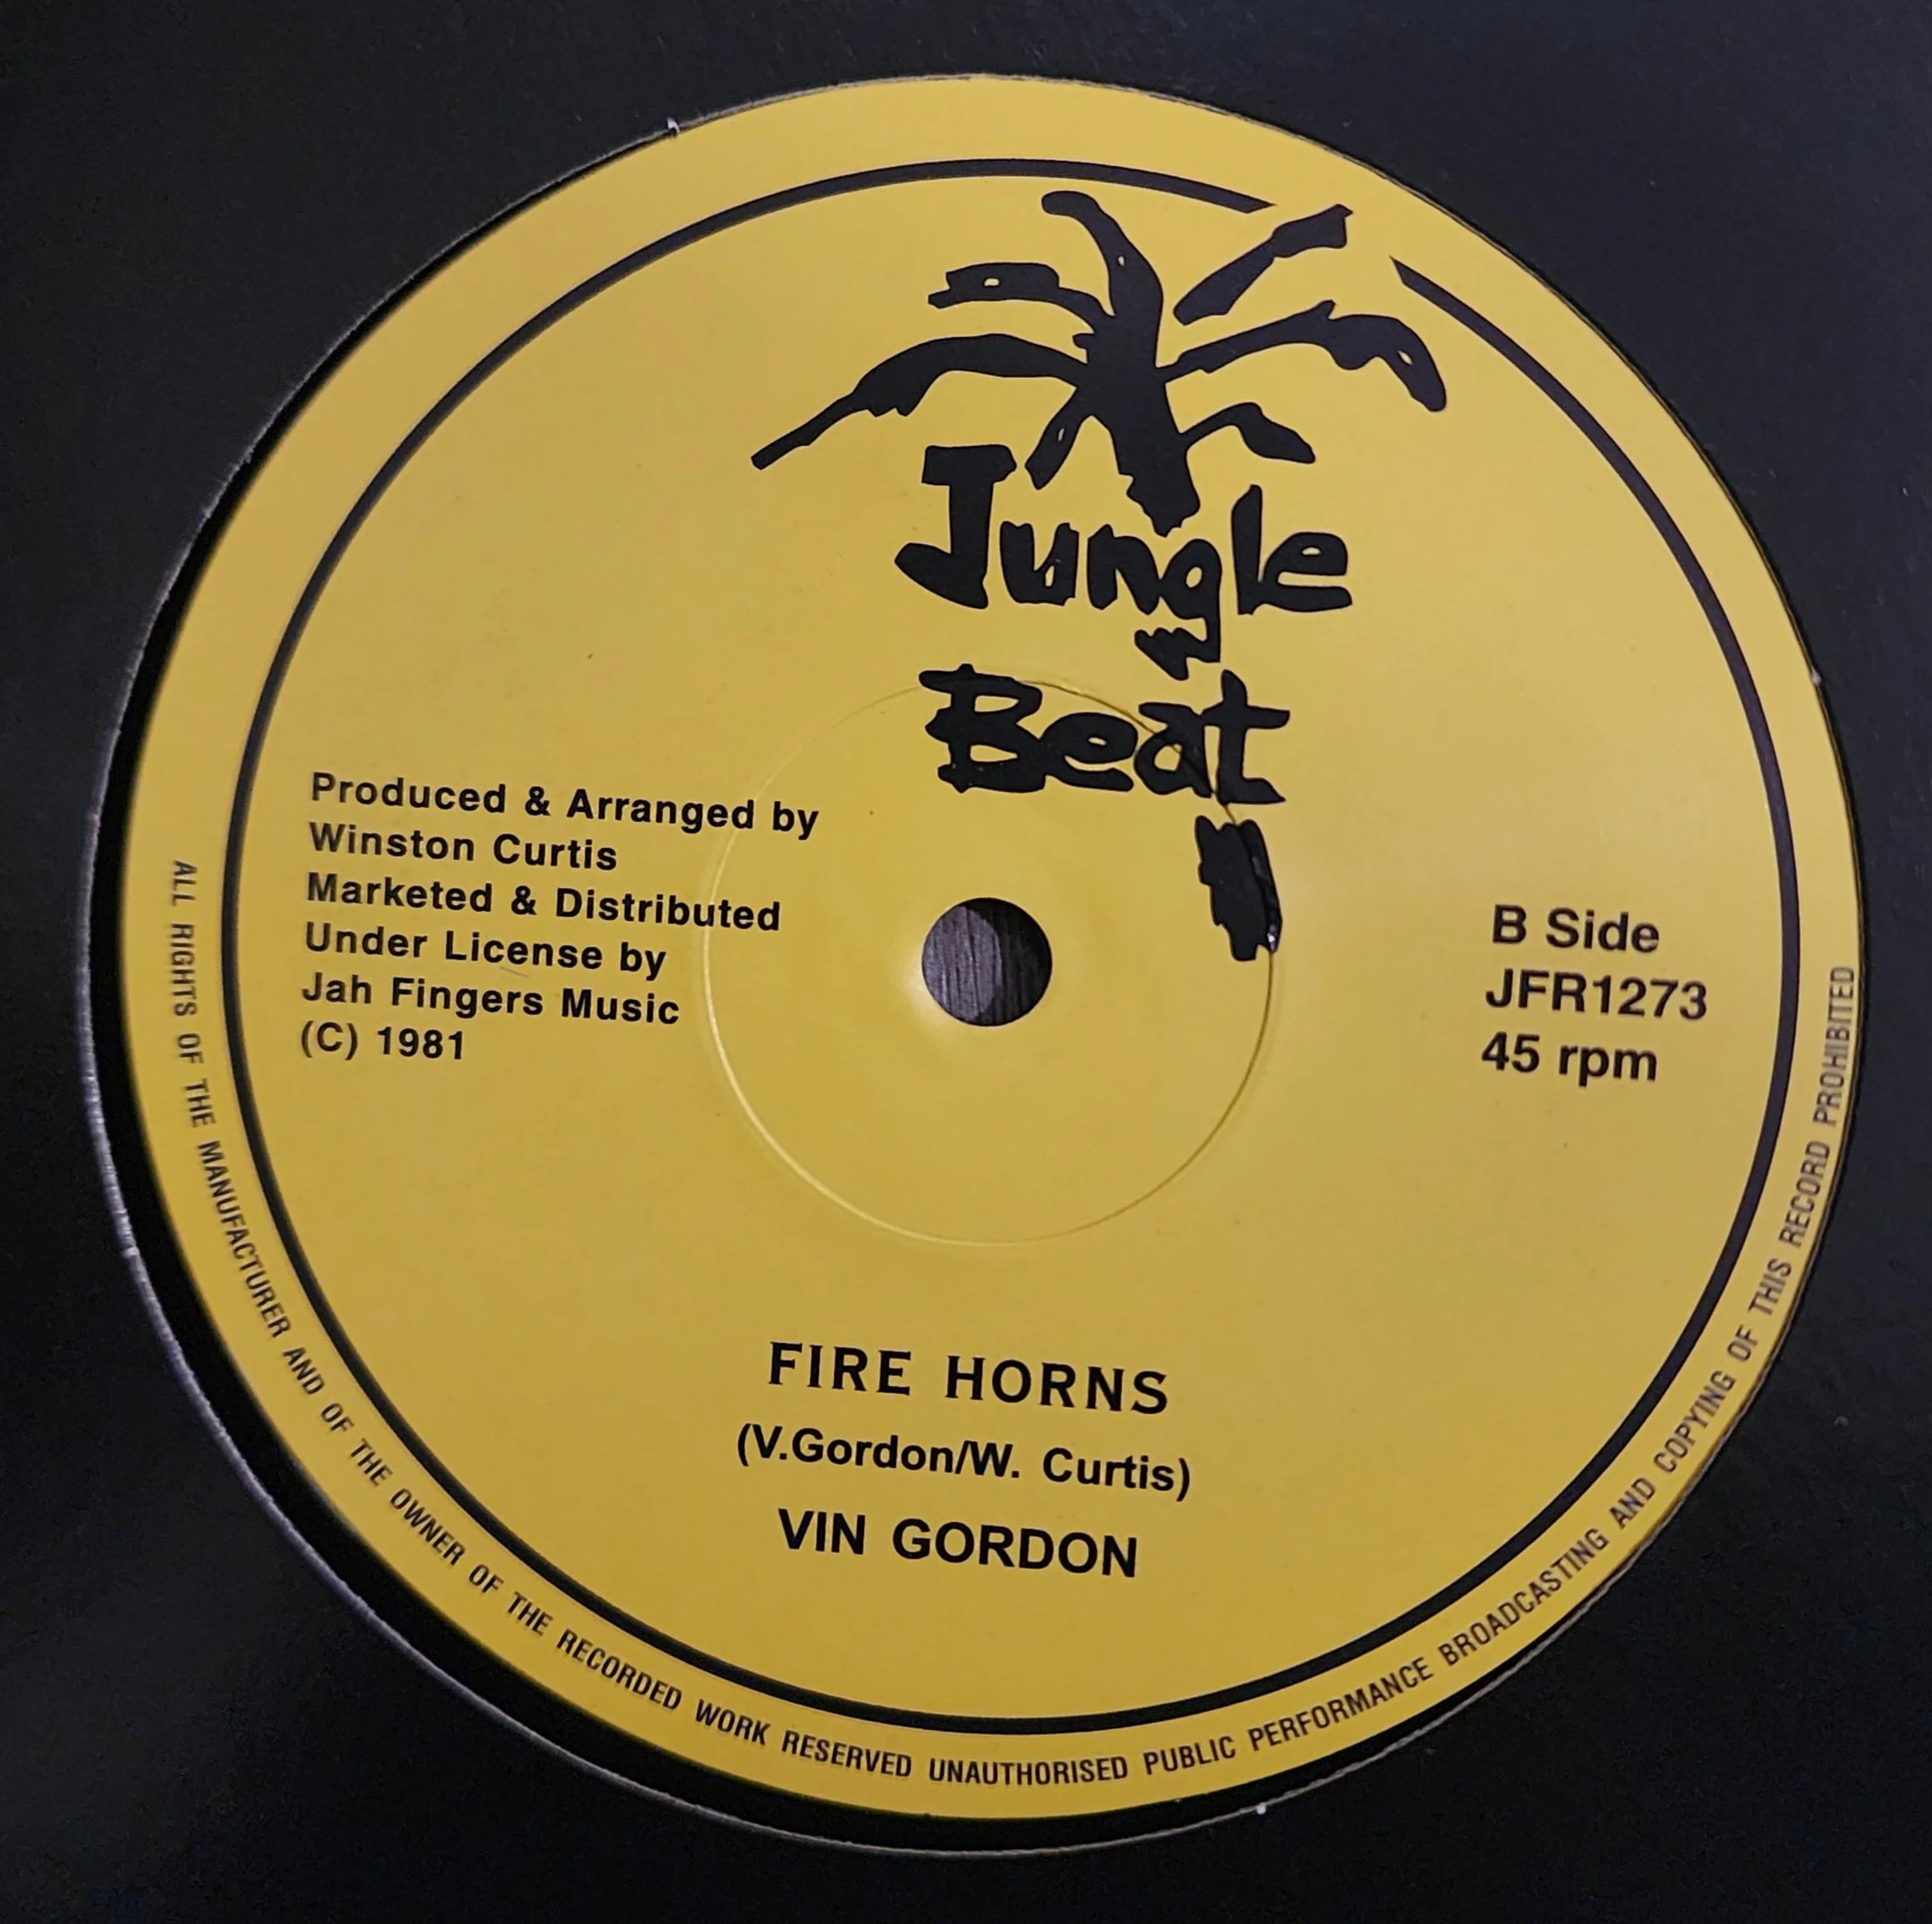 Jungle
Beat
Produced & Arranged by
Winston Curtis
Marketed & Distributed
Under License by
Jah Fingers Music
(C) 1981
B Side
JFR1273
45 rpm
FIRE HORNS
(V.Gordon/W. Curtis)
VIN GORDON
ALL RIGHTS OF THE MANUFACTURER AND OF THE OWNER OF THE RECORDED WORK RESERVED UNAUTHORISED PUBLIC PERFORMANCE BROADCASTING AND COPYING OF THIS RECORD PROHIBITED